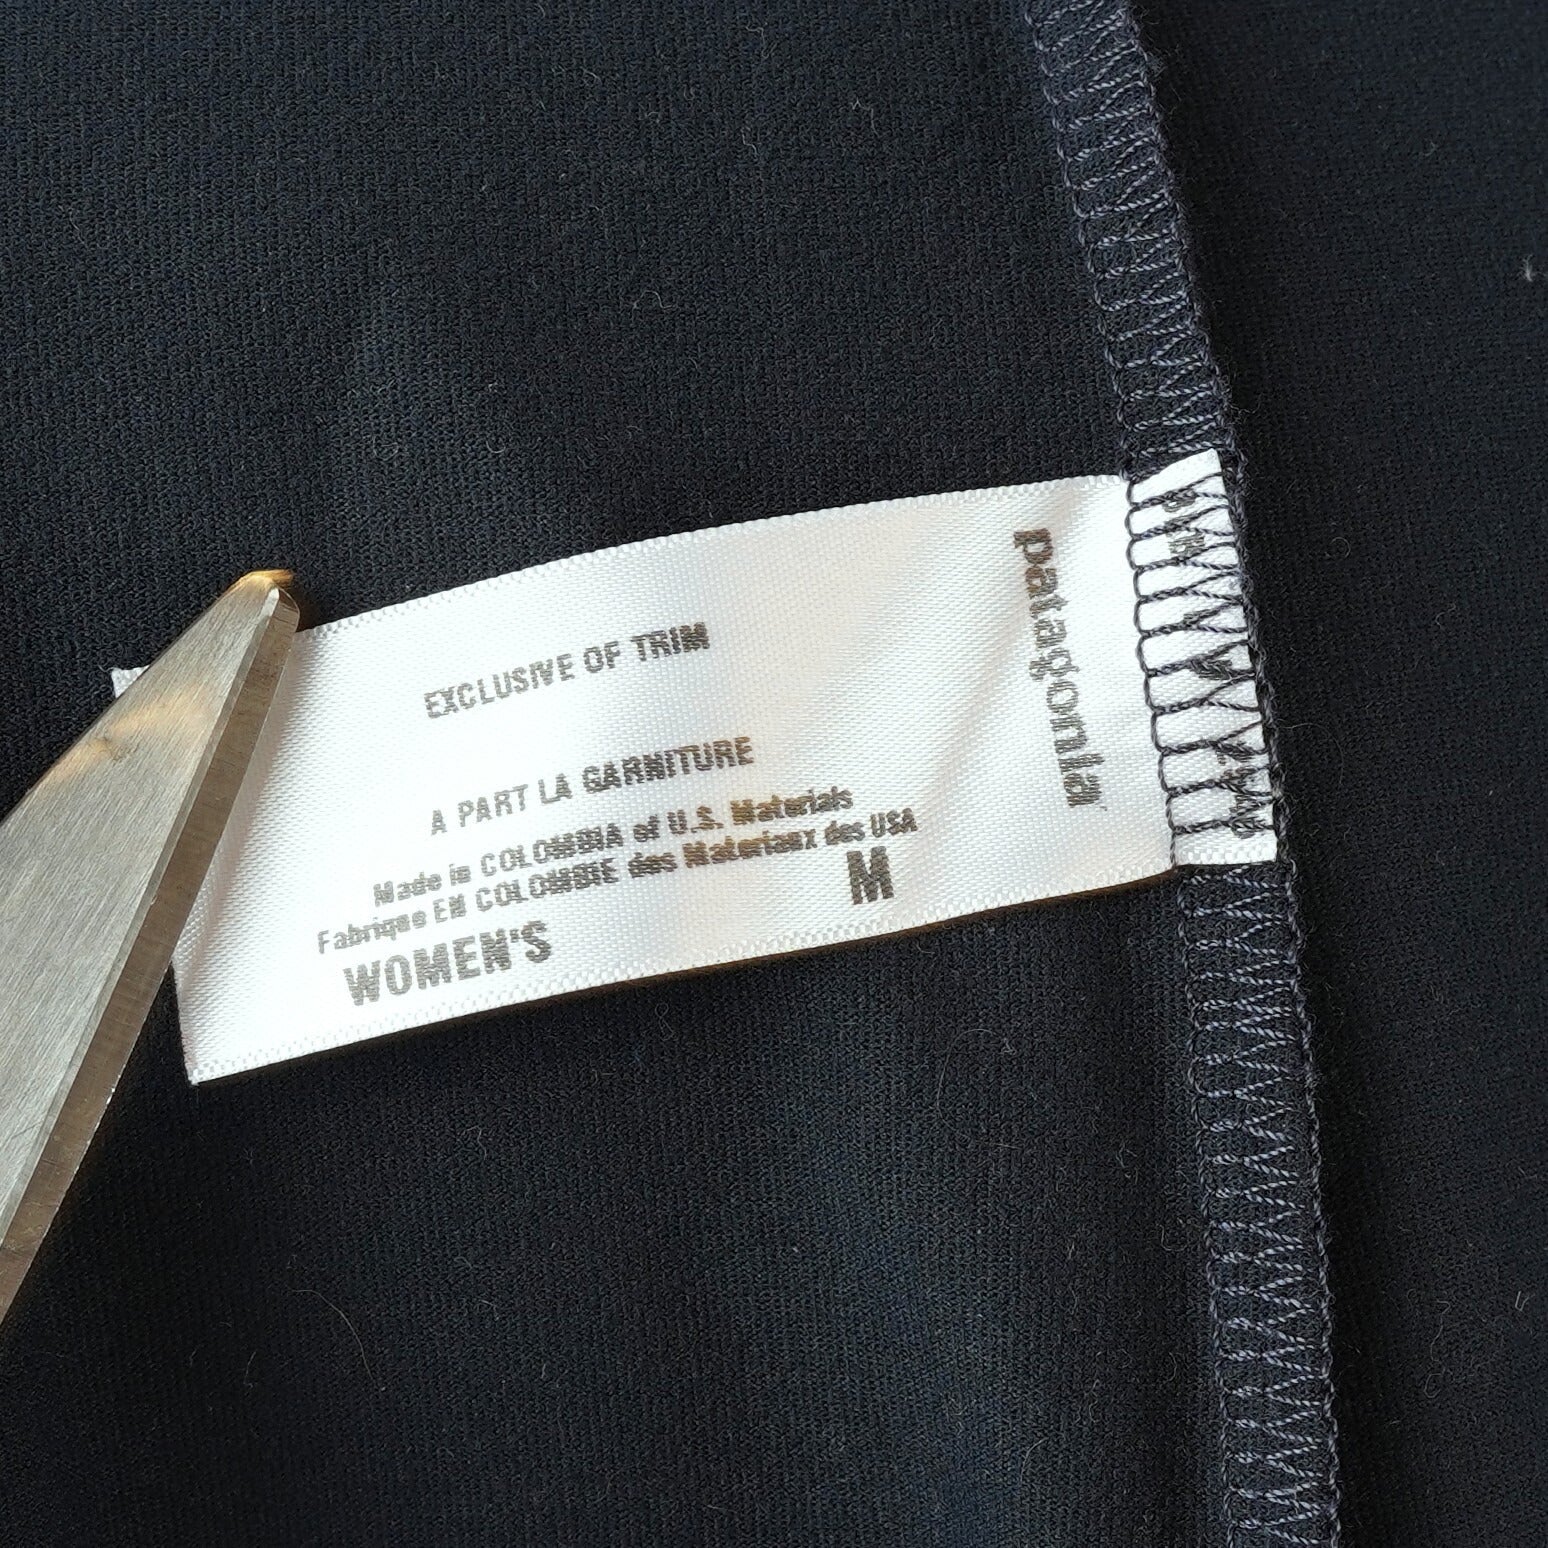 patagonia
EXCLUSIVE OF TRIM
A PART LA GARNITURE
Made in COLOMBIA of U.S. Materials
Fabrique EN COLOMBIE des Materiaux des USA
WOMEN'S M